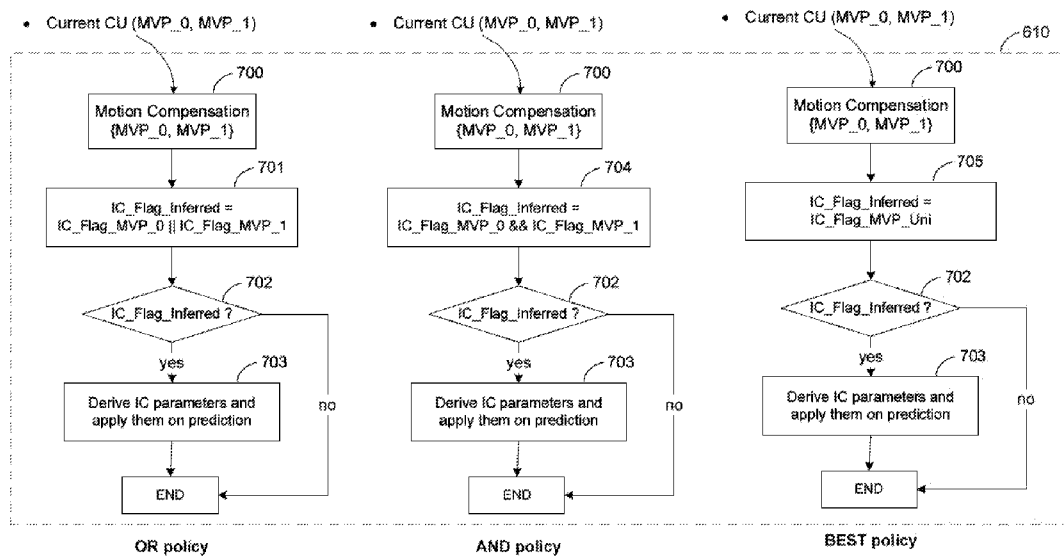 • Current CU (MVP_0, MVP_1)
700
Motion Compensation
{MVP_0, MVP_1}
701
IC_Flag_Inferred =
IC_Flag_MVP_0 || IC_Flag_MVP_1
702
IC_Flag_Inferred ?
yes
no
703
Derive IC parameters and
apply them on prediction
END
OR policy
• Current CU (MVP_0, MVP_1)
700
Motion Compensation
{MVP_0, MVP_1}
704
IC_Flag_Inferred =
IC_Flag_MVP_0 && IC_Flag_MVP_1
702
IC_Flag_Inferred ?
yes
no
703
Derive IC parameters and
apply them on prediction
END
AND policy
• Current CU (MVP_0, MVP_1)
610
700
Motion Compensation
{MVP_0, MVP_1}
705
IC_Flag_Inferred =
IC_Flag_MVP_Uni
702
IC_Flag_Inferred ?
yes
no
703
Derive IC parameters and
apply them on prediction
END
BEST policy